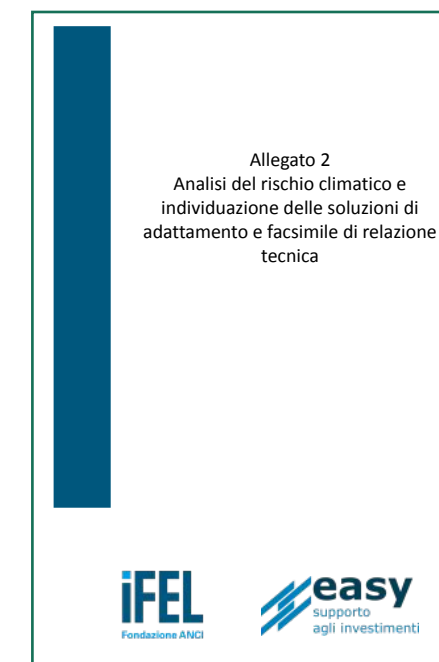 Allegato 2
Analisi del rischio climatico e
individuazione delle soluzioni di
adattamento e facsimile di relazione
tecnica
iFEL
Fondazione ANCI
easy
supporto
agli investimenti